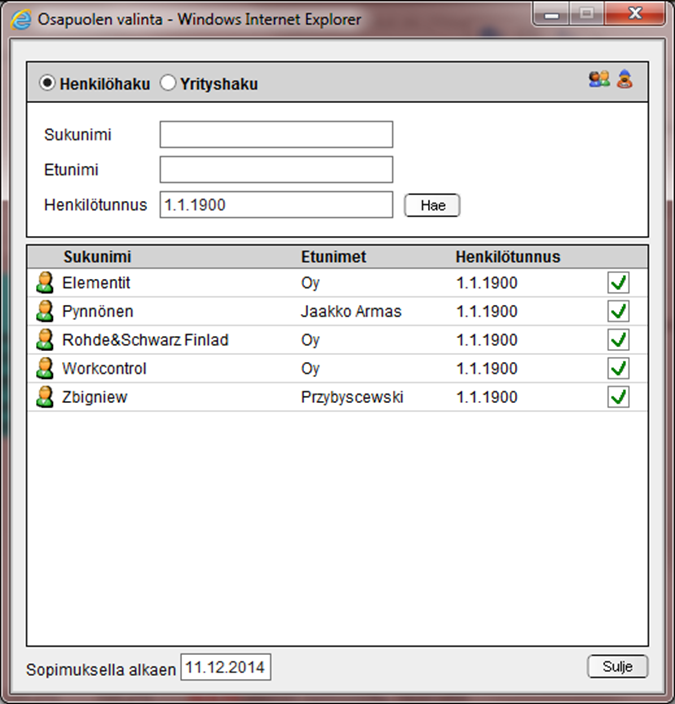 Osapuolen valinta - Windows Internet Explorer
Henkilöhaku Yrityshaku
Sukunimi
Etunimi
Henkilötunnus 1.1.1900 Hae
Sukunimi Etunimet Henkilötunnus
Elementit Oy 1.1.1900
Pynnönen Jaakko Armas 1.1.1900
Rohde&Schwarz Finlad Oy 1.1.1900
Workcontrol Oy 1.1.1900
Zbigniew Przybyscewski 1.1.1900
Sopimuksella alkaen 11.12.2014 Sulje